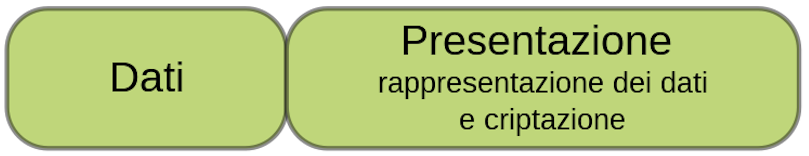 Dati
Presentazione
rappresentazione dei dati
e criptazione